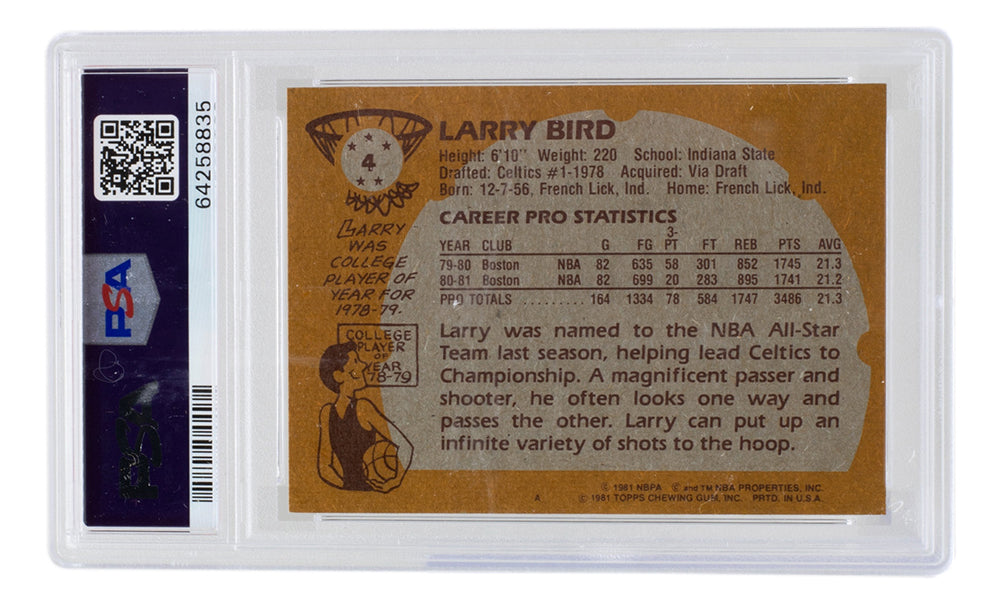 PSA
PSA
64258835
4
LARRY BIRD
Height: 6'10" Weight: 220 School: Indiana State
Drafted: Celtics #1-1978 Acquired: Via Draft
Born: 12-7-56, French Lick, Ind. Home: French Lick, Ind.
LARRY
WAS
COLLEGE
PLAYER OF
YEAR FOR
1978-79.
COLLEGE
PLAYER
OF
YEAR
78-79
CAREER PRO STATISTICS
YEAR CLUB G FG 3-PT FT REB PTS AVG
79-80 Boston NBA 82 635 58 301 852 1745 21.3
80-81 Boston NBA 82 699 20 283 895 1741 21.2
PRO TOTALS ......... 164 1334 78 584 1747 3486 21.3
Larry was named to the NBA All-Star
Team last season, helping lead Celtics to
Championship. A magnificent passer and
shooter, he often looks one way and
passes the other. Larry can put up an
infinite variety of shots to the hoop.
© 1981 NBPA © and TM NBA PROPERTIES, INC.
A © 1981 TOPPS CHEWING GUM, INC. PRTD. IN U.S.A.